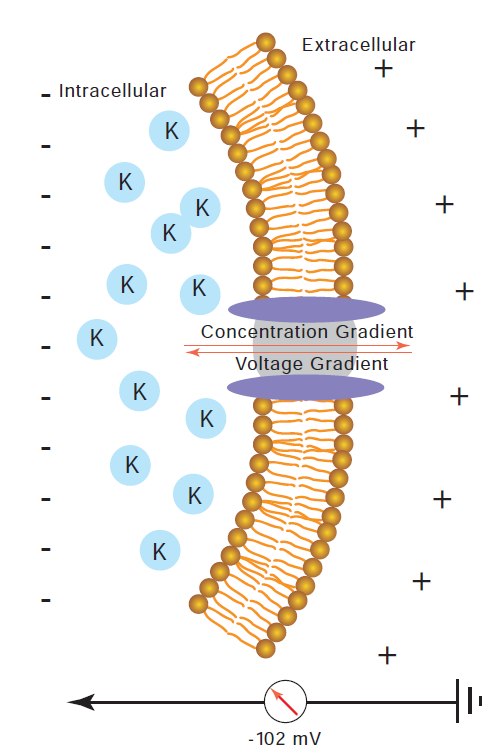 Extracellular
+
- Intracellular
K +
-
K
- K +
K
-
K
- K +
Concentration Gradient
- K
Voltage Gradient
K
- +
K
-
K
- K +
- K
+
-
+
-102 mV